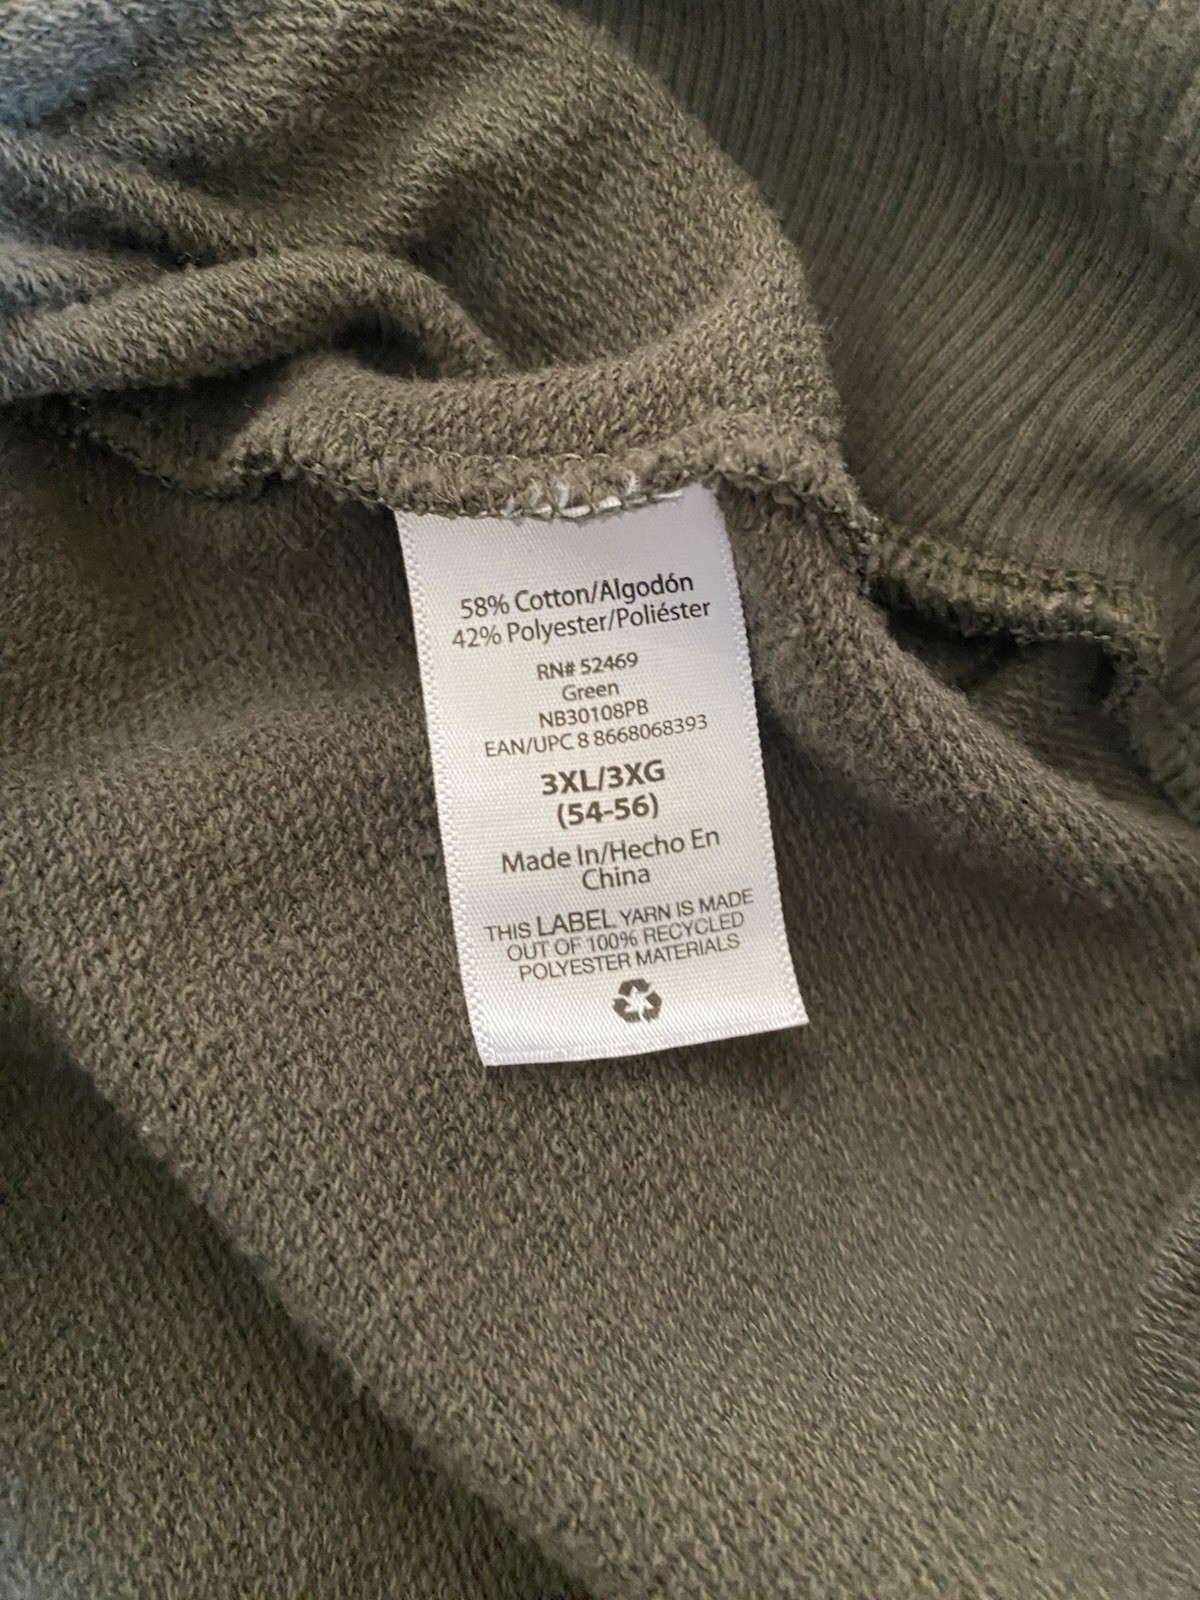 58% Cotton/Algodón
42% Polyester/Poliéster
RN# 52469
Green
NB30108PB
EAN/UPC 8 8668068393
3XL/3XG
(54-56)
Made In/Hecho En
China
THIS LABEL YARN IS MADE
OUT OF 100% RECYCLED
POLYESTER MATERIALS